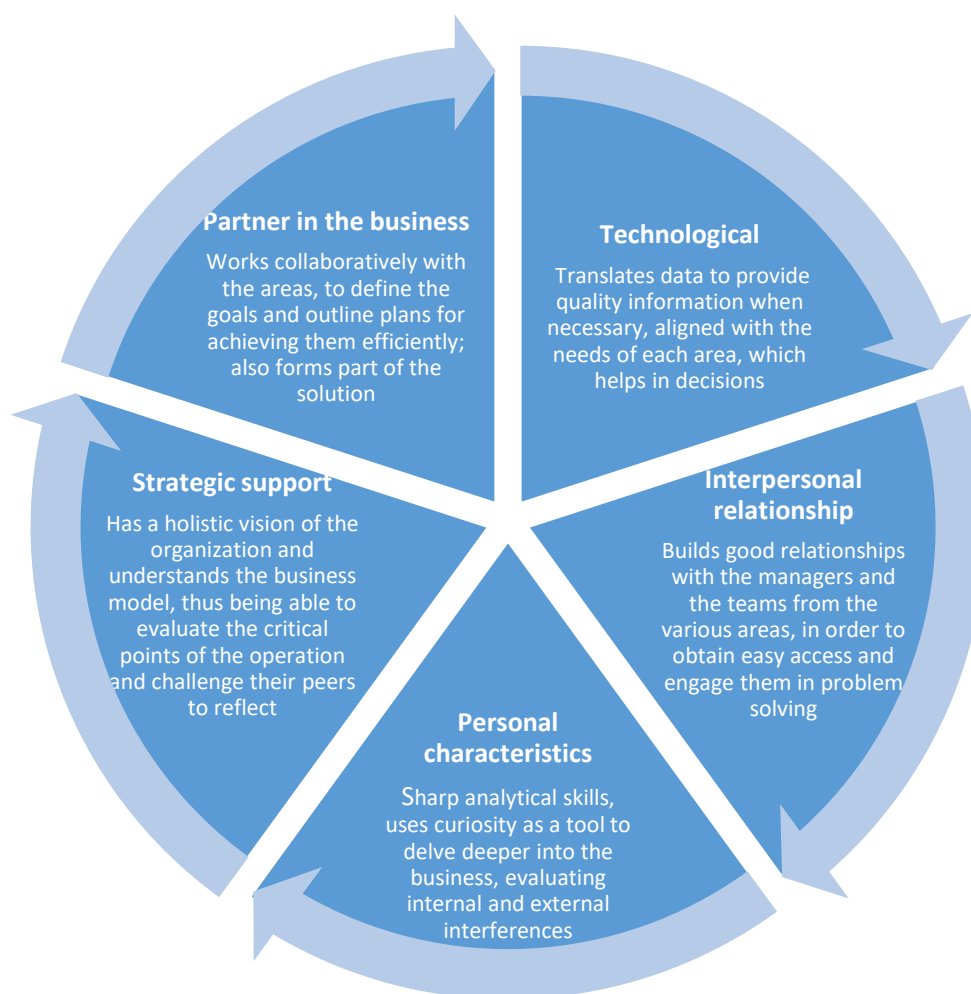 Partner in the business
Works collaboratively with
the areas, to define the
goals and outline plans for
achieving them efficiently;
also forms part of the
solution
Technological
Translates data to provide
quality information when
necessary, aligned with the
needs of each area, which
helps in decisions
Interpersonal
relationship
Builds good relationships
with the managers and
the teams from the
various areas, in order to
obtain easy access and
engage them in problem
solving
Personal
characteristics
Sharp analytical skills,
uses curiosity as a tool to
delve deeper into the
business, evaluating
internal and external
interferences
Strategic support
Has a holistic vision of the
organization and
understands the business
model, thus being able to
evaluate the critical
points of the operation
and challenge their peers
to reflect